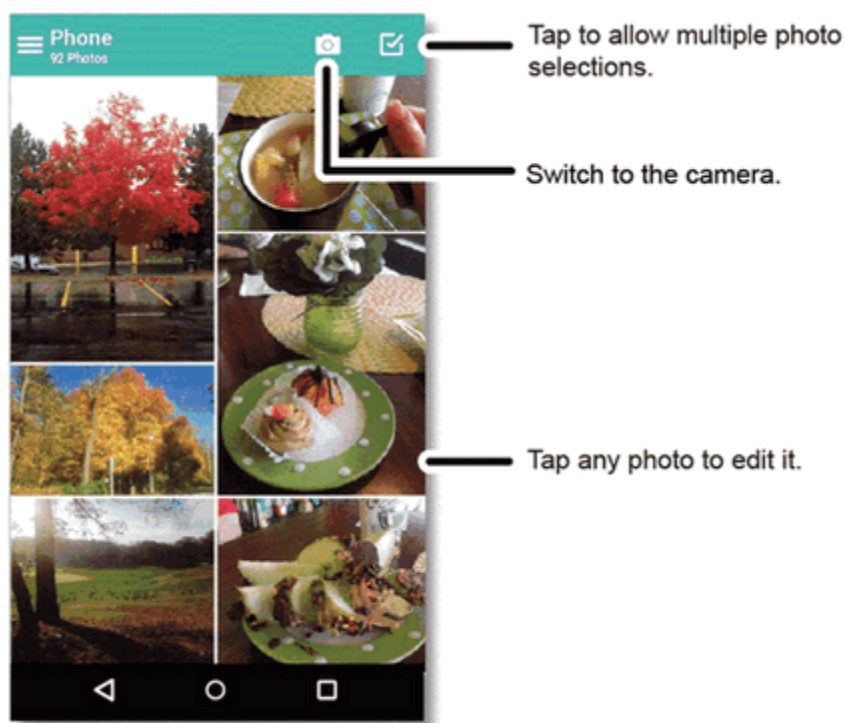 Phone
92 Photos
Tap to allow multiple photo
selections.
Switch to the camera.
Tap any photo to edit it.